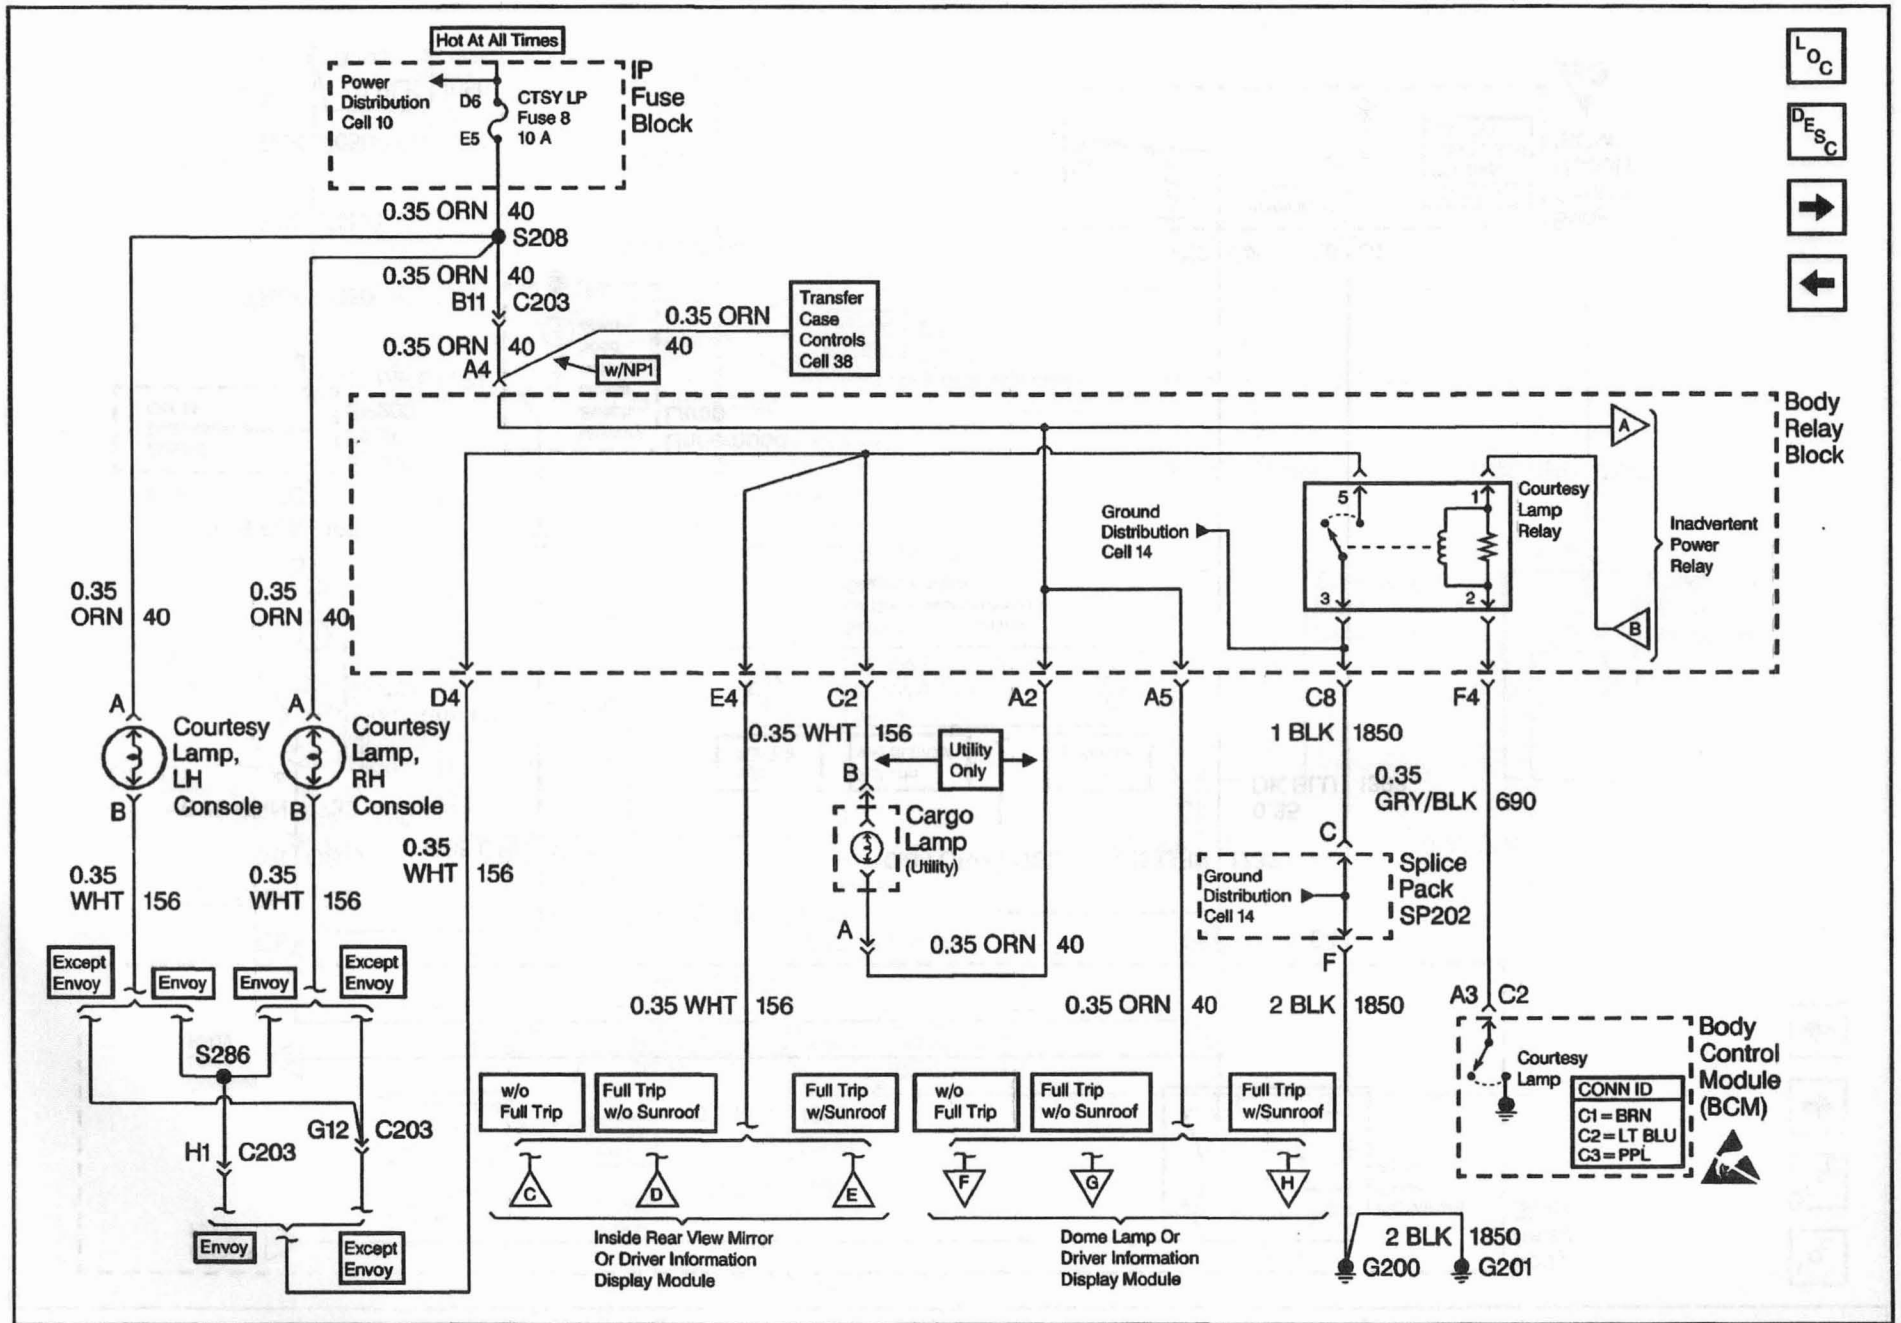 Hot At All Times
LOC
Power
Distribution
Cell 10
D6
E5
CTSY LP
Fuse 8
10 A
IP
Fuse
Block
DESC
0.35 ORN 40
S208
0.35 ORN 40
B11 C203
0.35 ORN 40
A4
w/NP1
0.35 ORN
40
Transfer
Case
Controls
Cell 38
Body
Relay
Block
A
B
Inadvertent
Power
Relay
Courtesy
Lamp
Relay
5
1
3
2
Ground
Distribution
Cell 14
0.35
ORN 40
0.35
ORN 40
A
Courtesy
Lamp,
LH
Console
B
A
Courtesy
Lamp,
RH
Console
B
D4
E4
C2
A2
A5
C8
F4
0.35 WHT 156
Utility
Only
B
Cargo
Lamp
(Utility)
A
0.35 ORN 40
1 BLK 1850
0.35
GRY/BLK 690
C
Ground
Distribution
Cell 14
Splice
Pack
SP202
F
0.35
WHT 156
0.35
WHT 156
0.35
WHT 156
0.35 WHT 156
0.35 ORN 40
2 BLK 1850
A3 C2
Except
Envoy
Envoy
Envoy
Except
Envoy
S286
H1 C203
G12 C203
Envoy
Except
Envoy
w/o
Full Trip
Full Trip
w/o Sunroof
Full Trip
w/Sunroof
C
D
E
Inside Rear View Mirror
Or Driver Information
Display Module
w/o
Full Trip
Full Trip
w/o Sunroof
Full Trip
w/Sunroof
F
G
H
Dome Lamp Or
Driver Information
Display Module
Courtesy
Lamp
CONN ID
C1=BRN
C2=LT BLU
C3=PPL
Body
Control
Module
(BCM)
2 BLK 1850
G200
G201